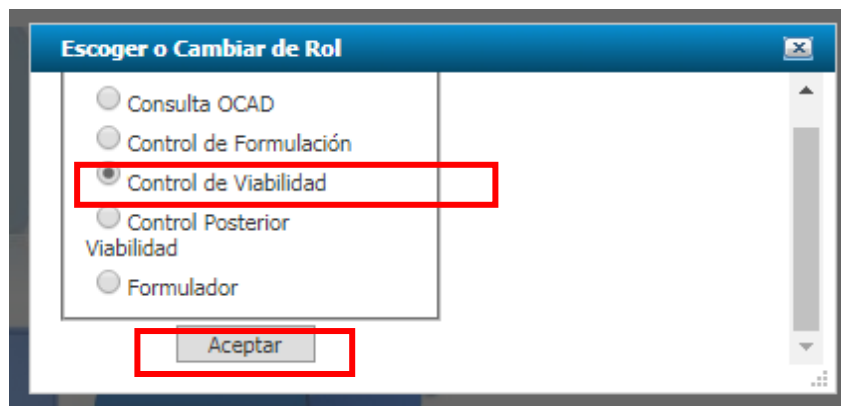 Escoger o Cambiar de Rol
Consulta OCAD
Control de Formulación
Control de Viabilidad
Control Posterior
Viabilidad
Formulador
Aceptar